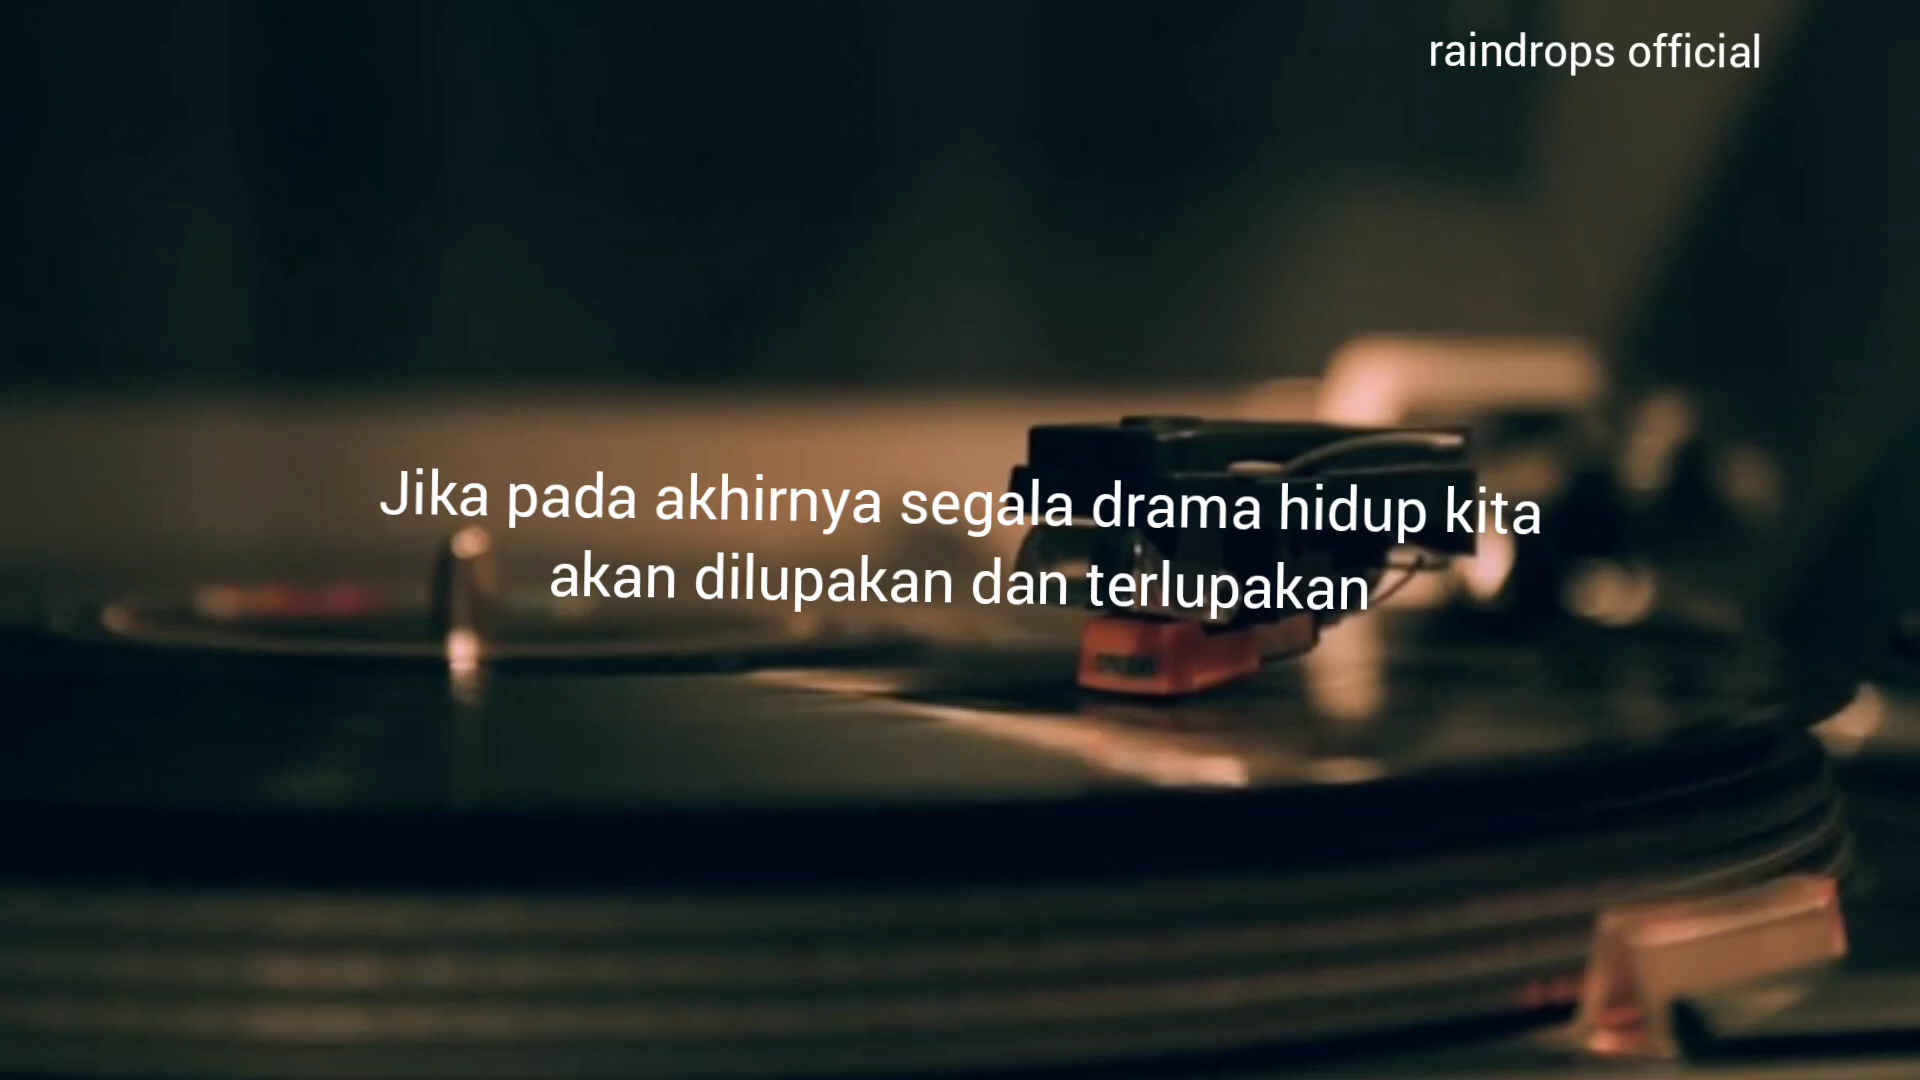 raindrops official
Jika pada akhirnya segala drama hidup kita
akan dilupakan dan terlupakan